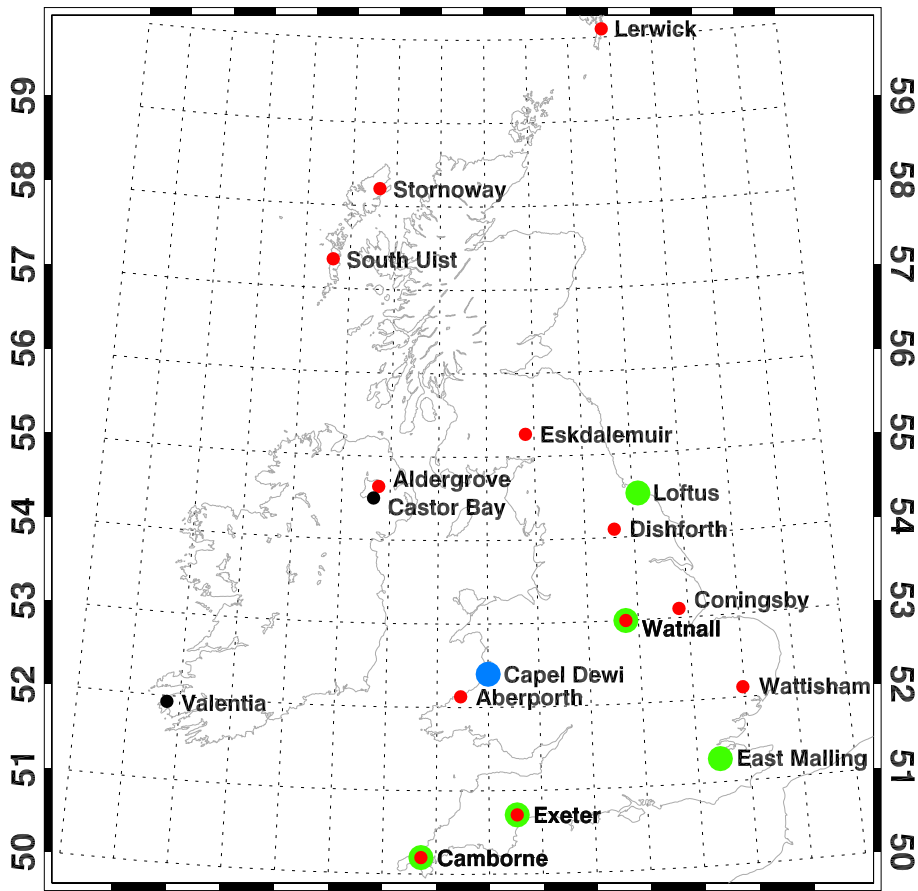 Lerwick
59
59
58
Stornoway
58
57
South Uist
57
56
56
55
Eskdalemuir
55
Aldergrove
Loftus
Castor Bay
54
Dishforth
54
53
Coningsby
53
Watnall
52
Capel Dewi
Wattisham
52
Aberporth
Valentia
51
East Malling
51
Exeter
50
Camborne
50